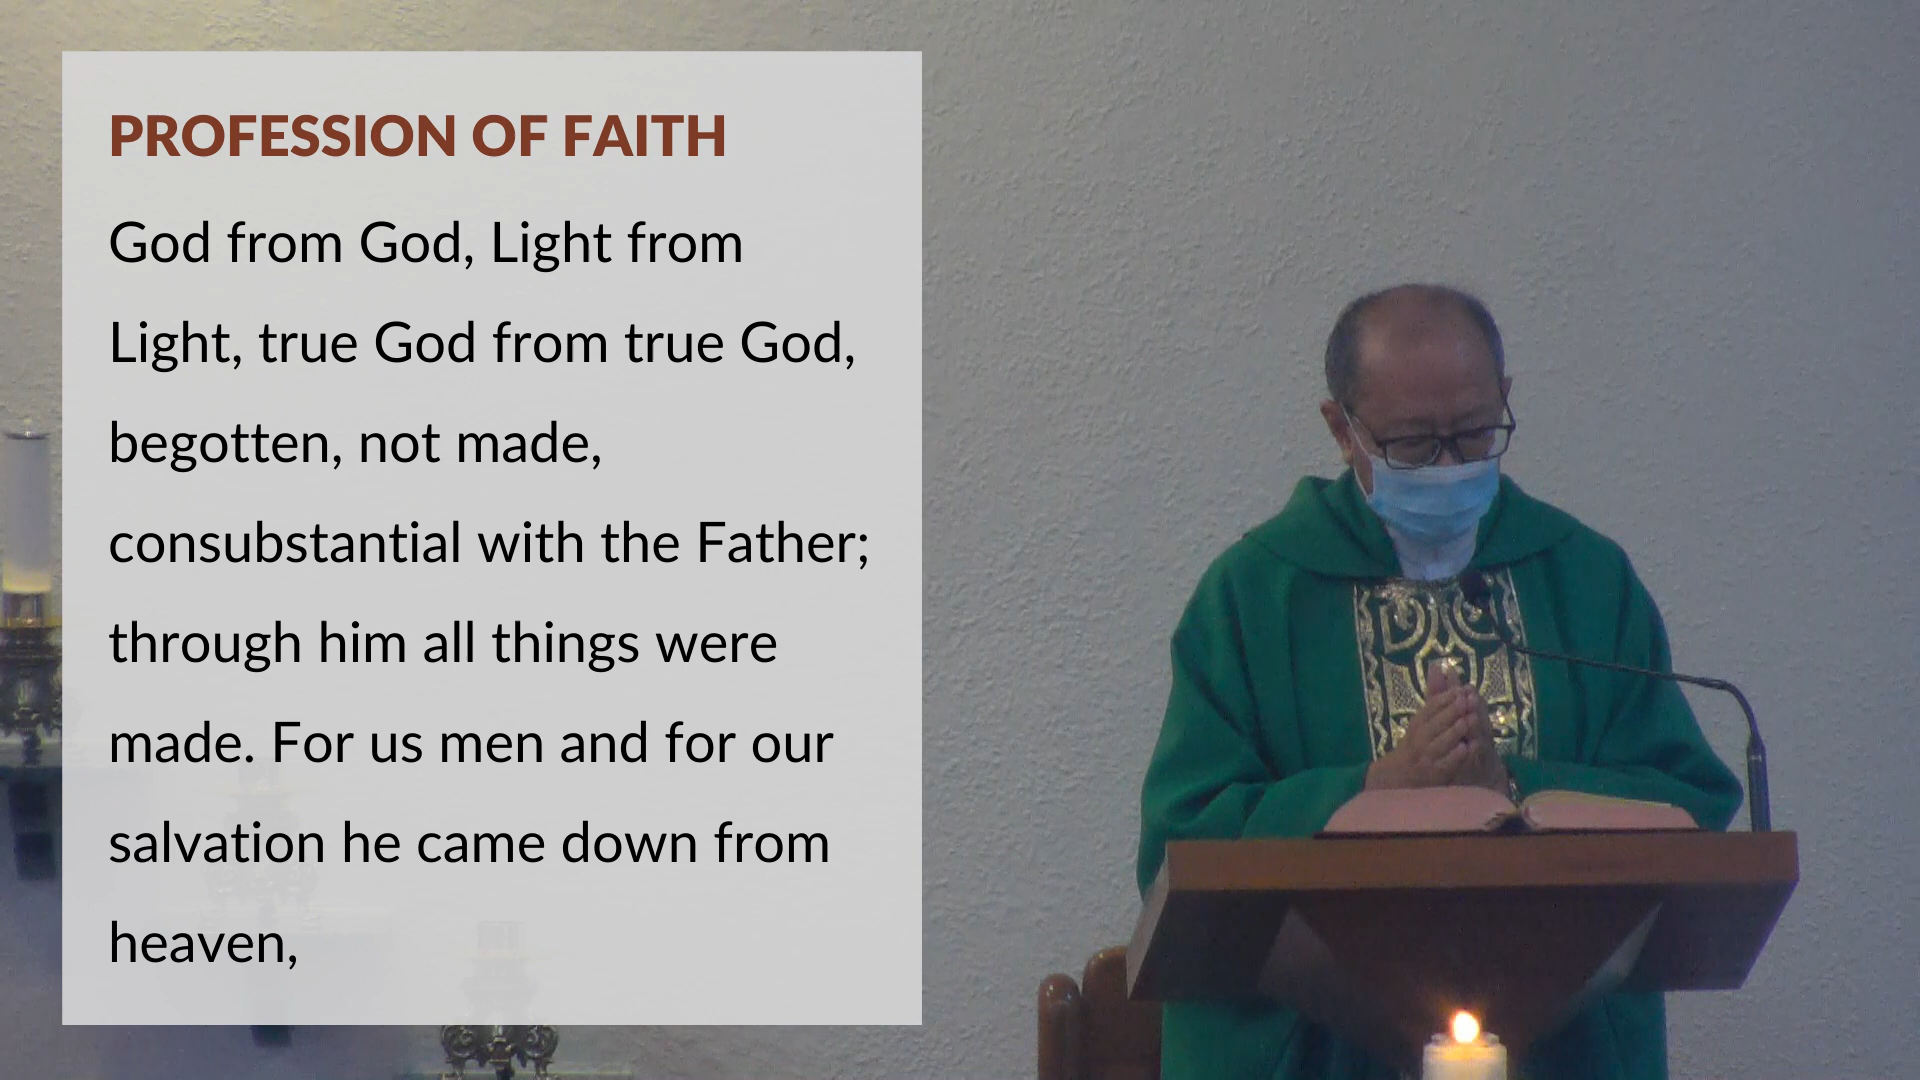 PROFESSION OF FAITH
God from God, Light from
Light, true God from true God,
begotten, not made,
consubstantial with the Father;
through him all things were
made. For us men and for our
salvation he came down from
heaven,